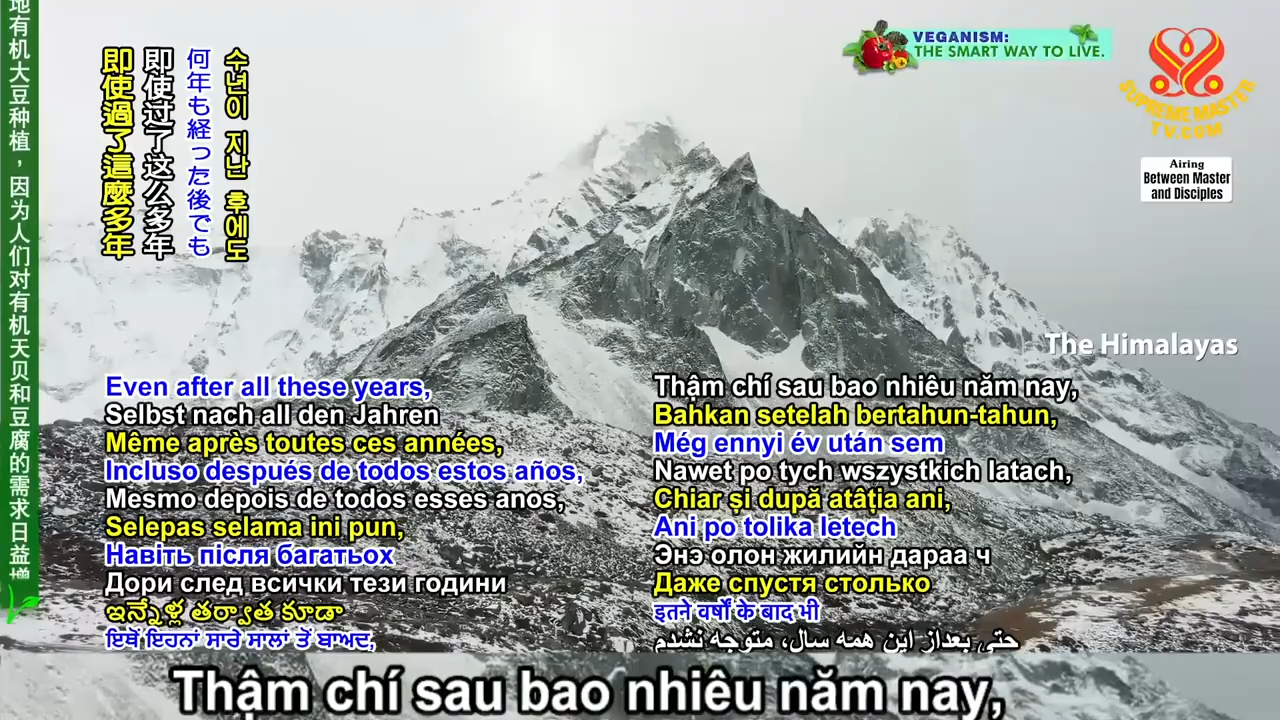 地有机大豆种植，因为人们对有机天贝和豆腐的需求日益增
即使過了這麼多年
即使过了这么多年
何年も経った後でも
수년이 지난 후에도
VEGANISM:
THE SMART WAY TO LIVE.
SUPREME MASTER
TV.COM
Airing
Between Master
and Disciples
The Himalayas
Even after all these years,
Selbst nach all den Jahren
Même après toutes ces années,
Incluso después de todos estos años,
Mesmo depois de todos esses anos,
Selepas selama ini pun,
Навіть після багатьох
Дори след всички тези години
ఇన్నేళ్ల తర్వాత కూడా
ਇਥੋਂ ਇਹਨਾਂ ਸਾਰੇ ਸਾਲਾਂ ਤੋਂ ਬਾਅਦ,
Thậm chí sau bao nhiêu năm nay,
Bahkan setelah bertahun-tahun,
Még ennyi év után sem
Nawet po tych wszystkich latach,
Chiar și după atâția ani,
Ani po tolika letech
Энэ олон жилийн дараа ч
Даже спустя столько
इतने वर्षों के बाद भी
حتی بعداز این همه سال، متوجه نشدم
Thậm chí sau bao nhiêu năm nay,